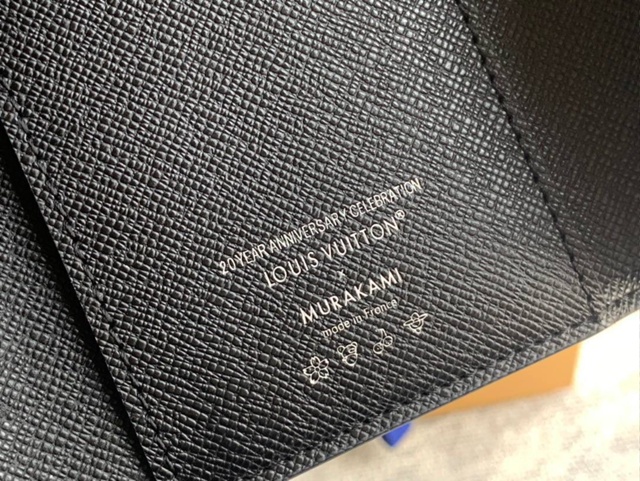 20 YEAR ANNIVERSARY CELEBRATION
LOUIS VUITTON®
×
MURAKAMI
made in France